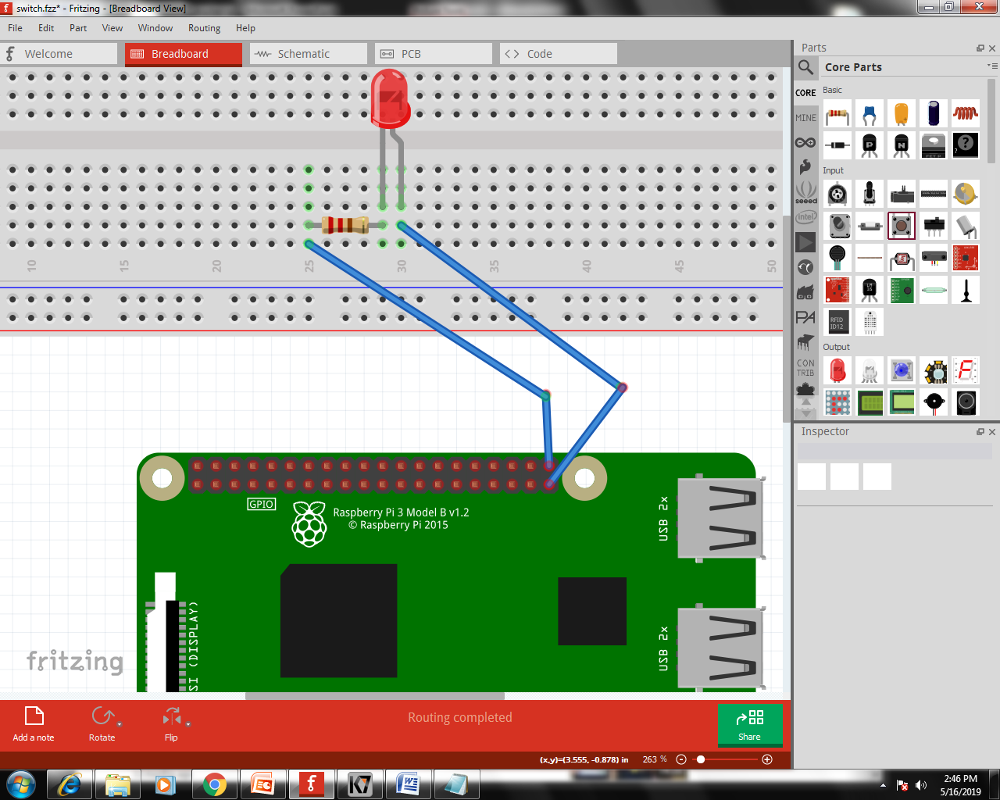 switch.fzz* - Fritzing - [Breadboard View]
File Edit Part View Window Routing Help
Welcome Breadboard Schematic PCB Code
Parts
Core Parts
CORE
MINE
seeed
intel
PA
CON
TRIB
Basic
P N ?
Input
LM
35
RFID
ID12
Output
10 15 20 25 30 35 40 45 50
GPIO
Raspberry Pi 3 Model B v1.2
© Raspberry Pi 2015
USB 2x
USB 2x
SI (DISPLAY)
fritzing
Inspector
Add a note Rotate Flip
Routing completed
Share
(x,y)=(3.555, -0.878) in 263 %
2:46 PM
5/16/2019